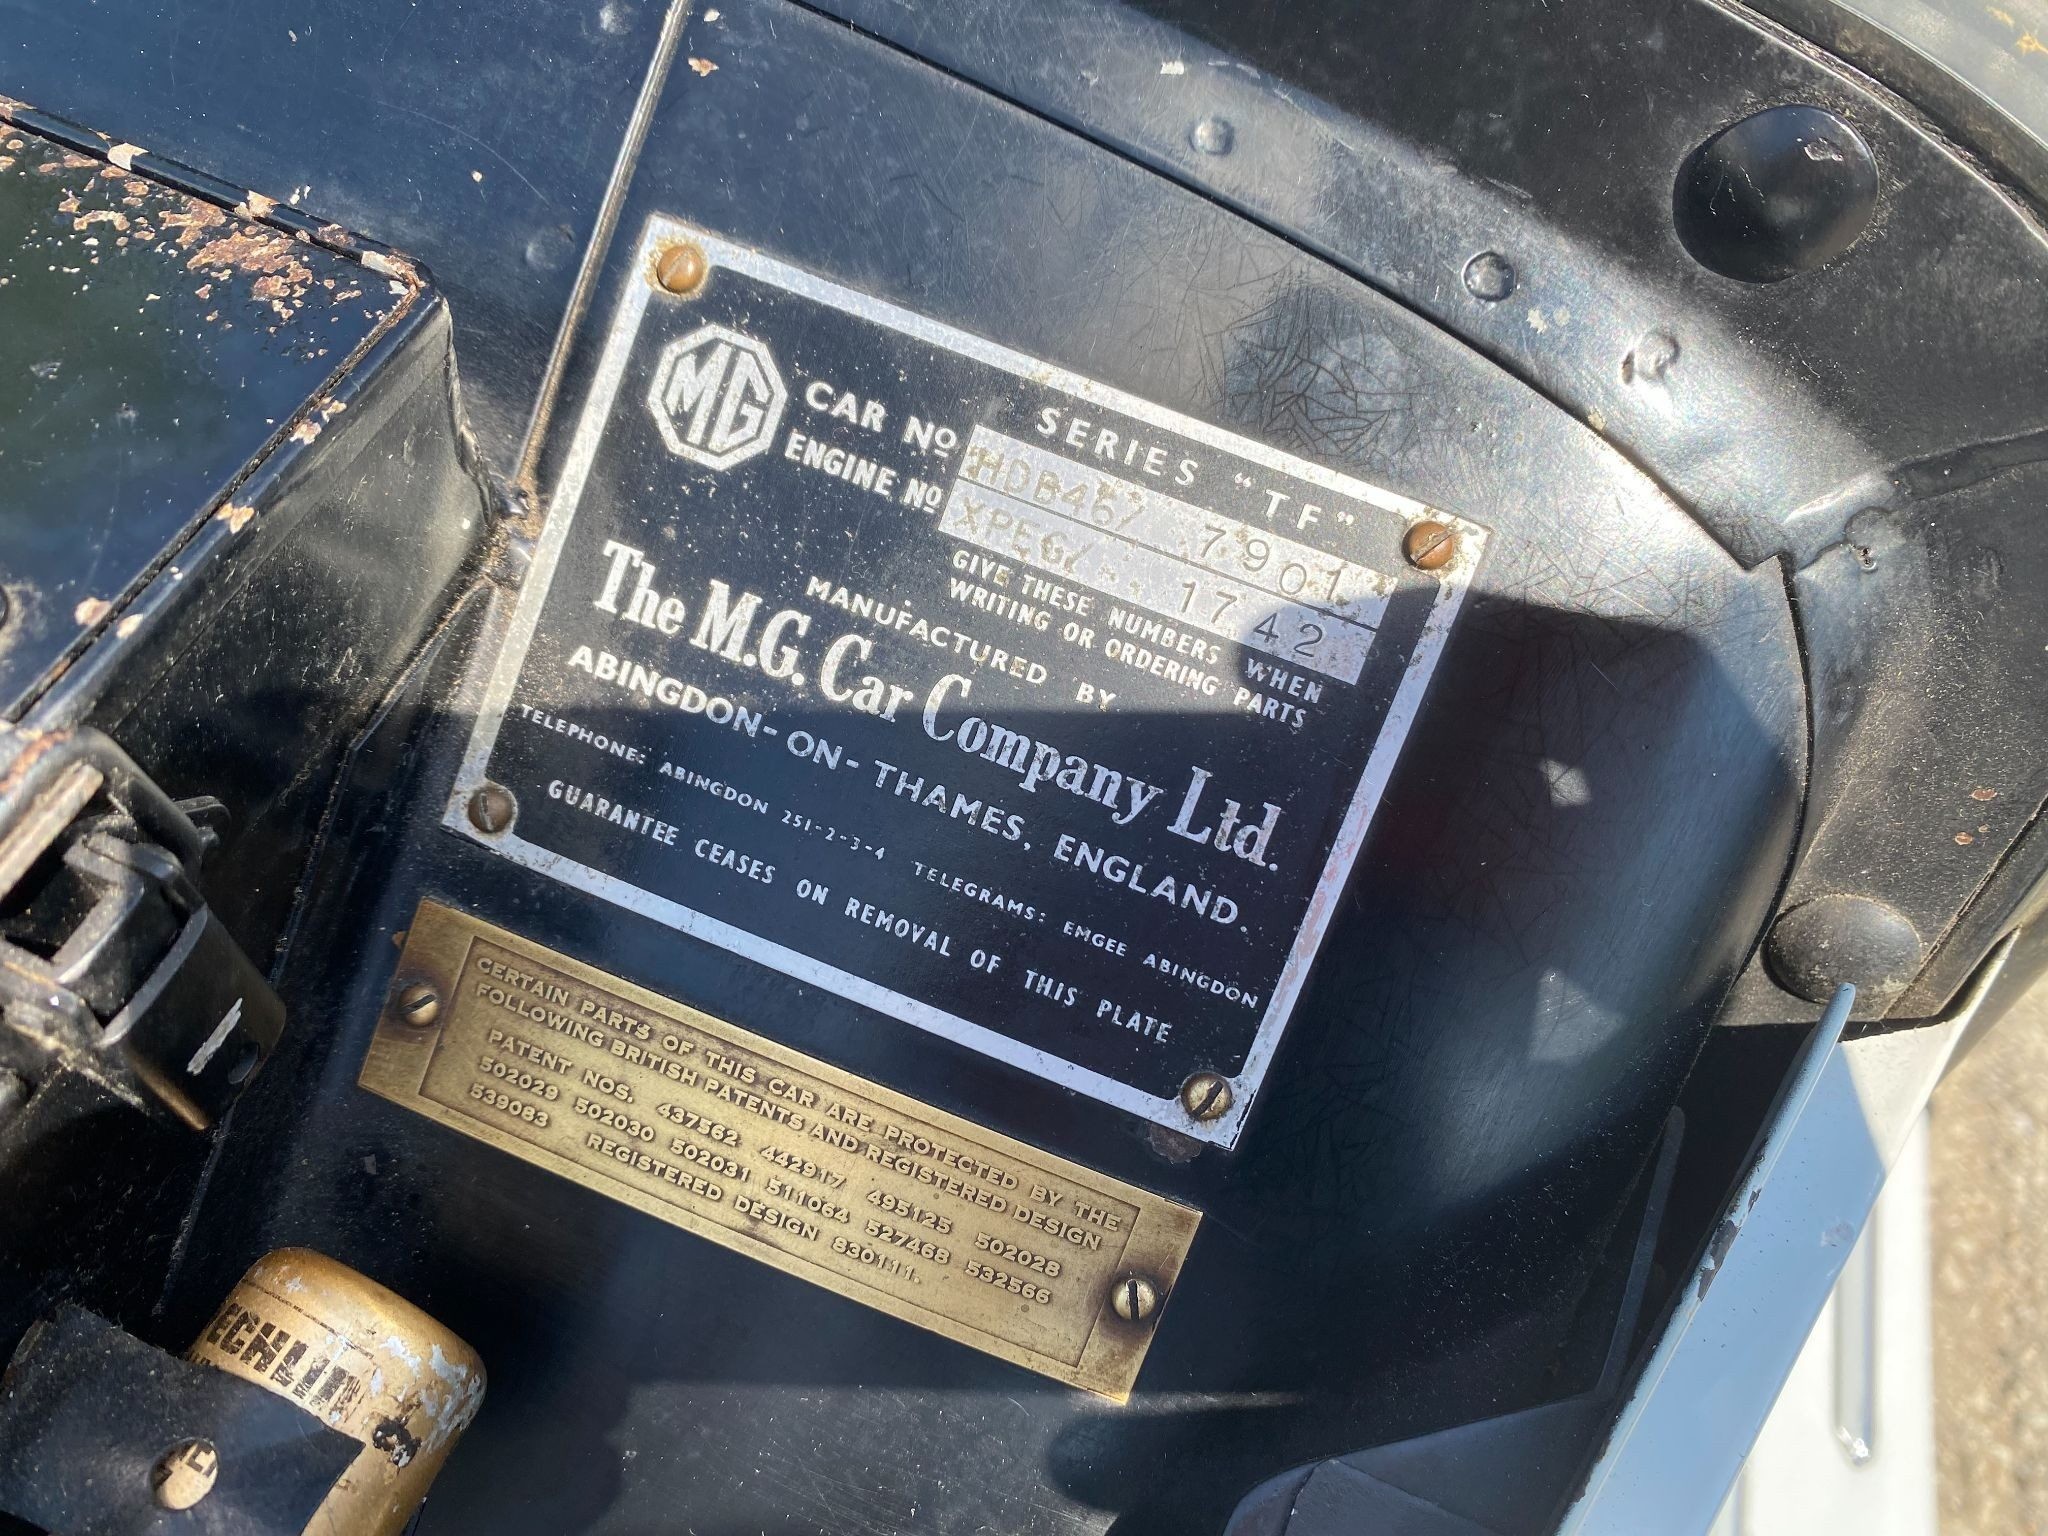 SERIES "TF"
MG
CAR No HDB46/ 7901
ENGINE No XPEG/ 1742
GIVE THESE NUMBERS WHEN
WRITING OR ORDERING PARTS
MANUFACTURED BY
The M.G. Car Company Ltd.
ABINGDON-ON-THAMES, ENGLAND.
TELEPHONE: ABINGDON 251-2-3-4 TELEGRAMS: EMGEE ABINGDON
GUARANTEE CEASES ON REMOVAL OF THIS PLATE
CERTAIN PARTS OF THIS CAR ARE PROTECTED BY THE
FOLLOWING BRITISH PATENTS AND REGISTERED DESIGN
PATENT NOS. 437562 442917 495125 502028
502029 502030 502031 511064 527468 532566
539083 REGISTERED DESIGN 830111.